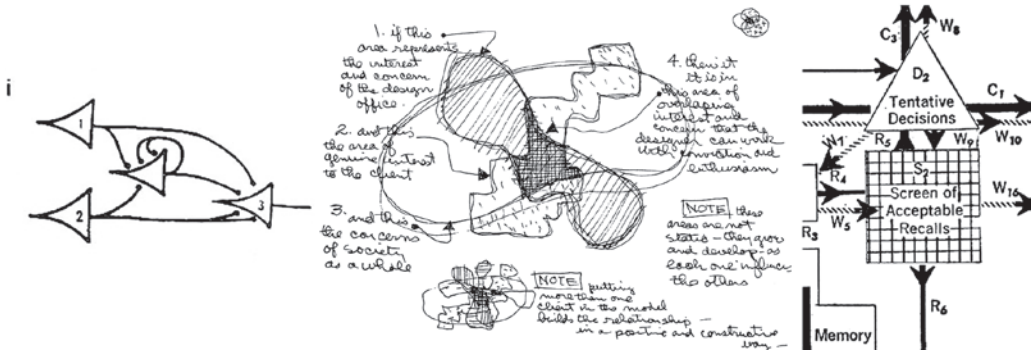 i
1
2
3
1. if this
area represents
the interest
and concern
of the design
office.
2. and this
the area of
genuine interest
to the client
3. and this
the concerns
of society
as a whole
4. then it
it is in
this area of
overlaping
interest and
concern that the
designer can work
with conviction and
enthusiasm
NOTE these
areas are not
static - they grow
and develop - as
each one influences
the others
NOTE putting
more than one
client in the model
builds the relationship -
in a positive and constructive
way -
C3
W8
D2
Tentative
Decisions
C1
W10
W1
R5
W9
R4
S2
Screen of
Acceptable
Recalls
W16
W5
R3
R6
Memory